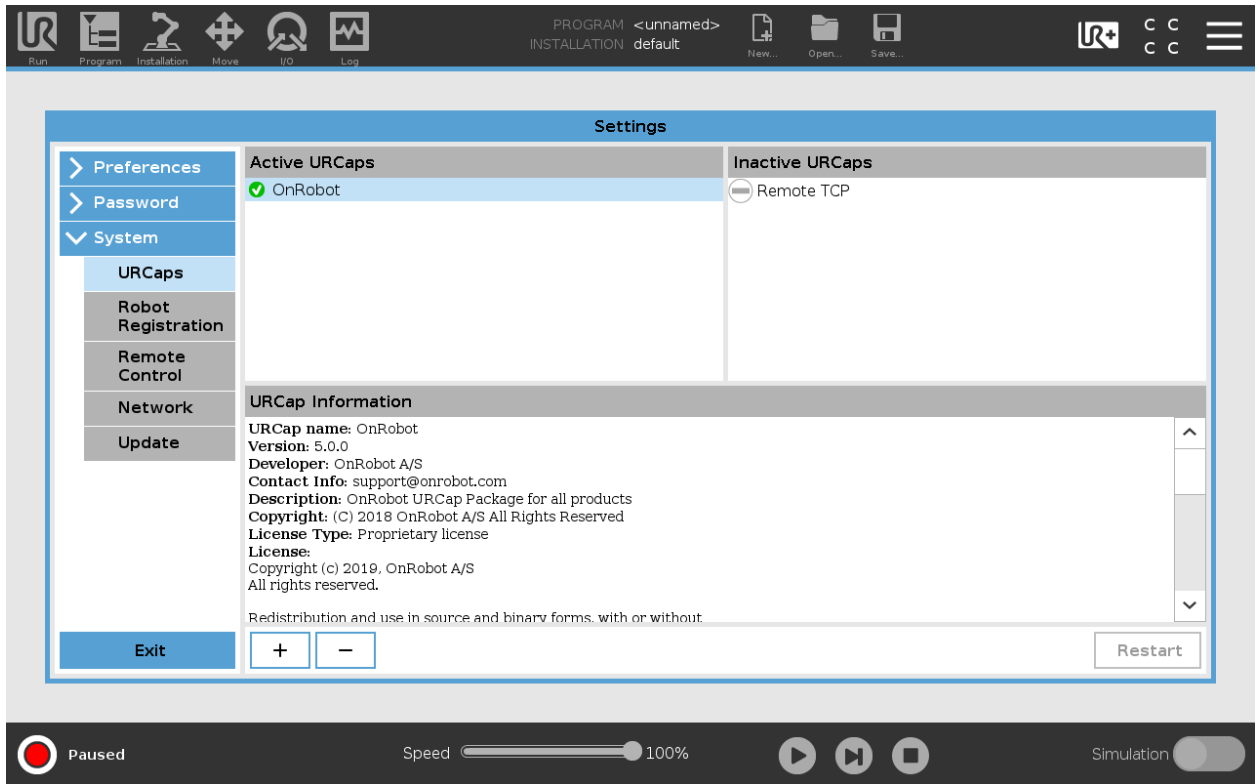 PROGRAM <unnamed>
INSTALLATION default
UR
UR+
C C
C C
Run
Program
Installation
Move
I/O
Log
New...
Open...
Save...
Settings
Preferences
Password
System
URCaps
Robot
Registration
Remote
Control
Network
Update
Exit
Active URCaps
OnRobot
Inactive URCaps
Remote TCP
URCap Information
URCap name: OnRobot
Version: 5.0.0
Developer: OnRobot A/S
Contact Info: support@onrobot.com
Description: OnRobot URCap Package for all products
Copyright: (C) 2018 OnRobot A/S All Rights Reserved
License Type: Proprietary license
License:
Copyright (c) 2019, OnRobot A/S
All rights reserved.
Redistribution and use in source and binary forms, with or without
+
−
Restart
Paused
Speed
100%
Simulation